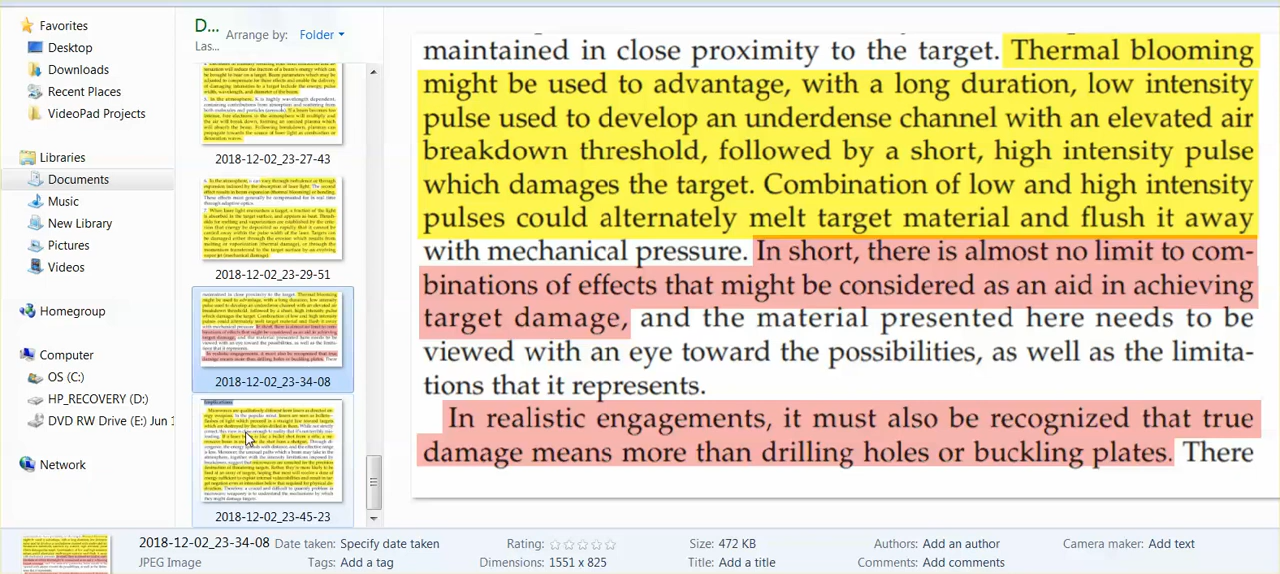 Favorites
Desktop
Downloads
Recent Places
VideoPad Projects
Libraries
Documents
Music
New Library
Pictures
Videos
Homegroup
Computer
OS (C:)
HP_RECOVERY (D:)
DVD RW Drive (E:) Jun 1
Network
D...
Las...
Arrange by: Folder
2018-12-02_23-27-43
2018-12-02_23-29-51
2018-12-02_23-34-08
2018-12-02_23-45-23
maintained in close proximity to the target. Thermal blooming
might be used to advantage, with a long duration, low intensity
pulse used to develop an underdense channel with an elevated air
breakdown threshold, followed by a short, high intensity pulse
which damages the target. Combination of low and high intensity
pulses could alternately melt target material and flush it away
with mechanical pressure. In short, there is almost no limit to com-
binations of effects that might be considered as an aid in achieving
target damage, and the material presented here needs to be
viewed with an eye toward the possibilities, as well as the limita-
tions that it represents.
In realistic engagements, it must also be recognized that true
damage means more than drilling holes or buckling plates. There
2018-12-02_23-34-08 Date taken: Specify date taken Rating: Size: 472 KB Authors: Add an author Camera maker: Add text
JPEG Image Tags: Add a tag Dimensions: 1551 x 825 Title: Add a title Comments: Add comments